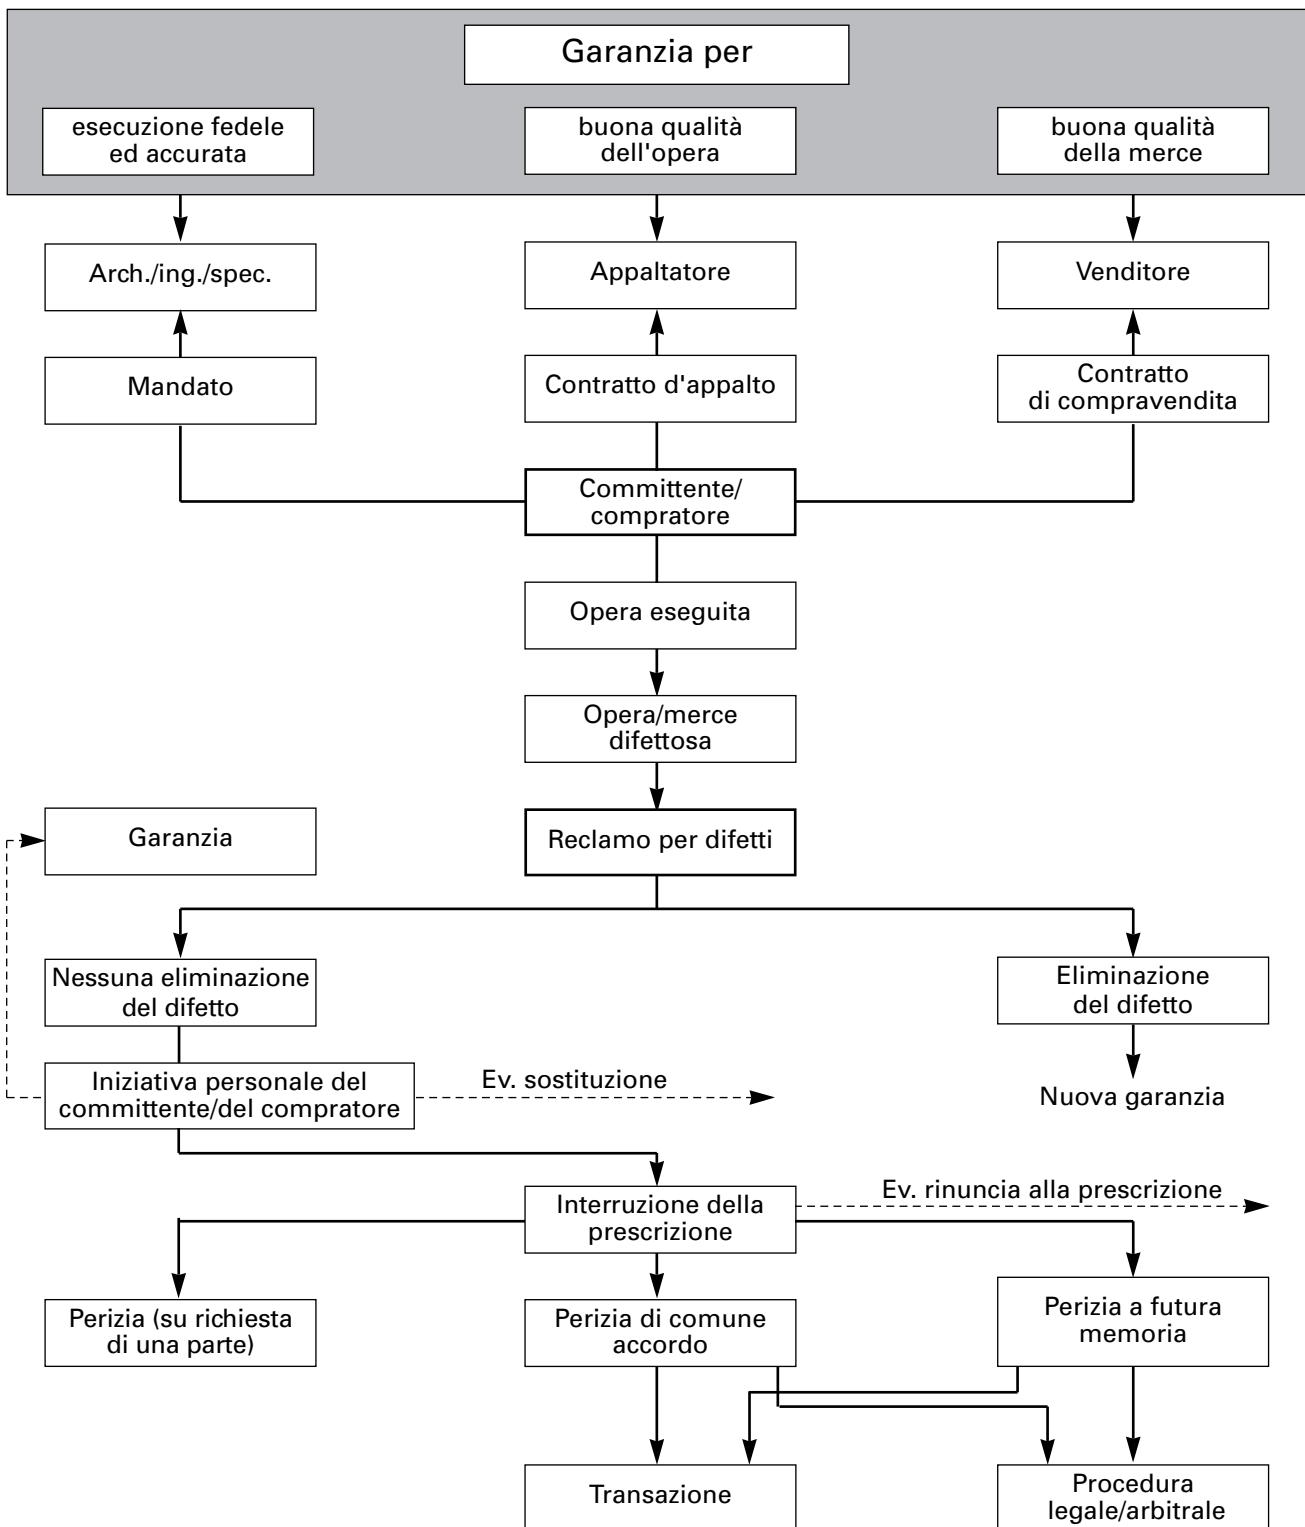 Garanzia per
esecuzione fedele
ed accurata
buona qualità
dell'opera
buona qualità
della merce
Arch./ing./spec.
Appaltatore
Venditore
Mandato
Contratto d'appalto
Contratto
di compravendita
Committente/
compratore
Opera eseguita
Opera/merce
difettosa
Garanzia
Reclamo per difetti
Nessuna eliminazione
del difetto
Eliminazione
del difetto
Iniziativa personale del
committente/del compratore
Ev. sostituzione
Nuova garanzia
Interruzione della
prescrizione
Ev. rinuncia alla prescrizione
Perizia (su richiesta
di una parte)
Perizia di comune
accordo
Perizia a futura
memoria
Transazione
Procedura
legale/arbitrale